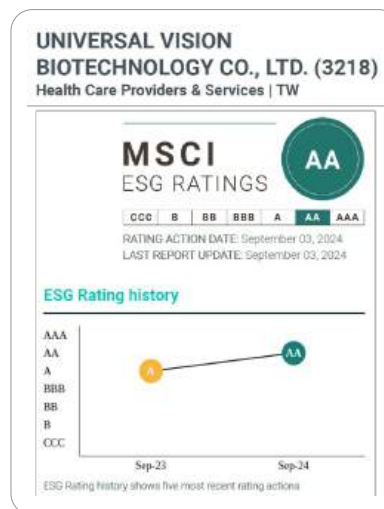 UNIVERSAL VISION
BIOTECHNOLOGY CO., LTD. (3218)
Health Care Providers & Services | TW
MSCI
ESG RATINGS
AA
CCC B BB BBB A AA AAA
RATING ACTION DATE: September 03, 2024
LAST REPORT UPDATE: September 03, 2024
ESG Rating history
AAA
AA
A
BBB
BB
B
CCC
A
AA
Sep-23 Sep-24
ESG Rating history shows five most recent rating actions